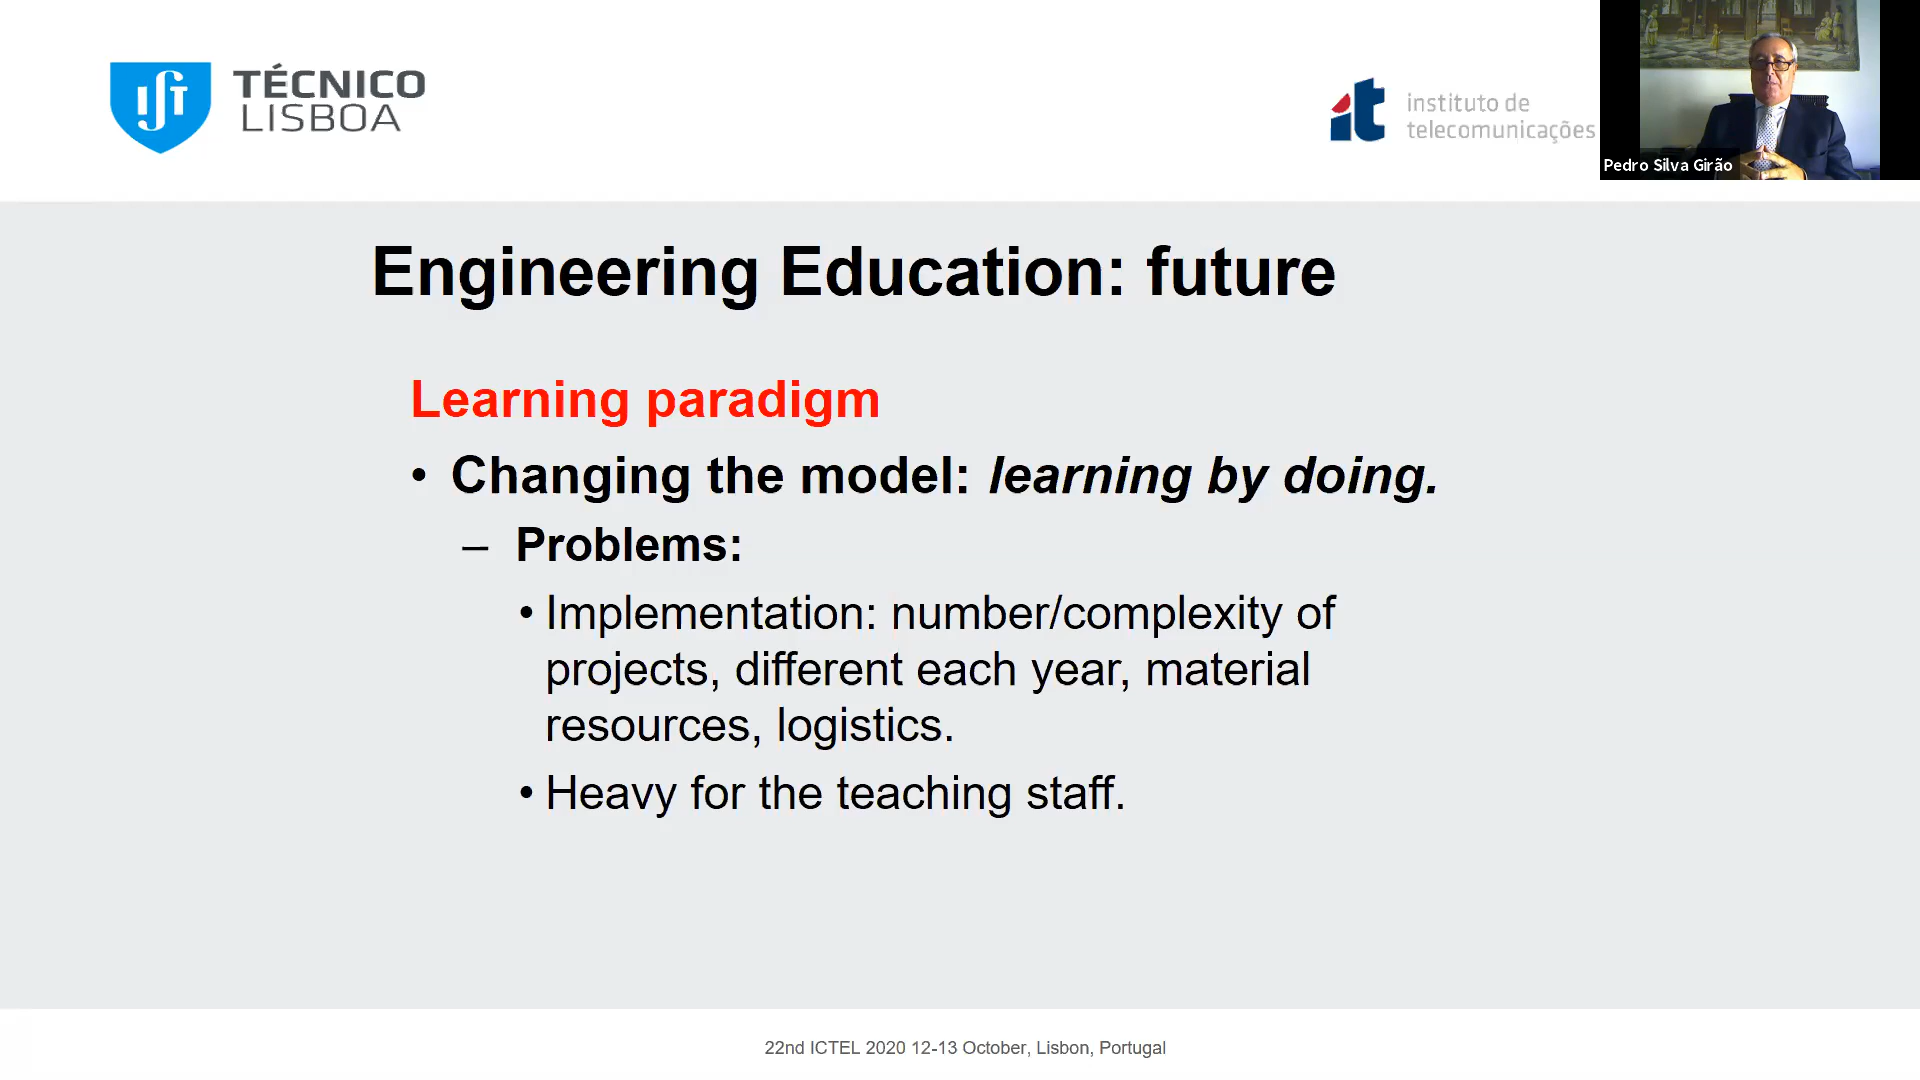 TÉCNICO
LISBOA
instituto de
telecomunicações
Pedro Silva Girão
Engineering Education: future
Learning paradigm
• Changing the model: learning by doing.
– Problems:
• Implementation: number/complexity of
projects, different each year, material
resources, logistics.
• Heavy for the teaching staff.
22nd ICTEL 2020 12-13 October, Lisbon, Portugal